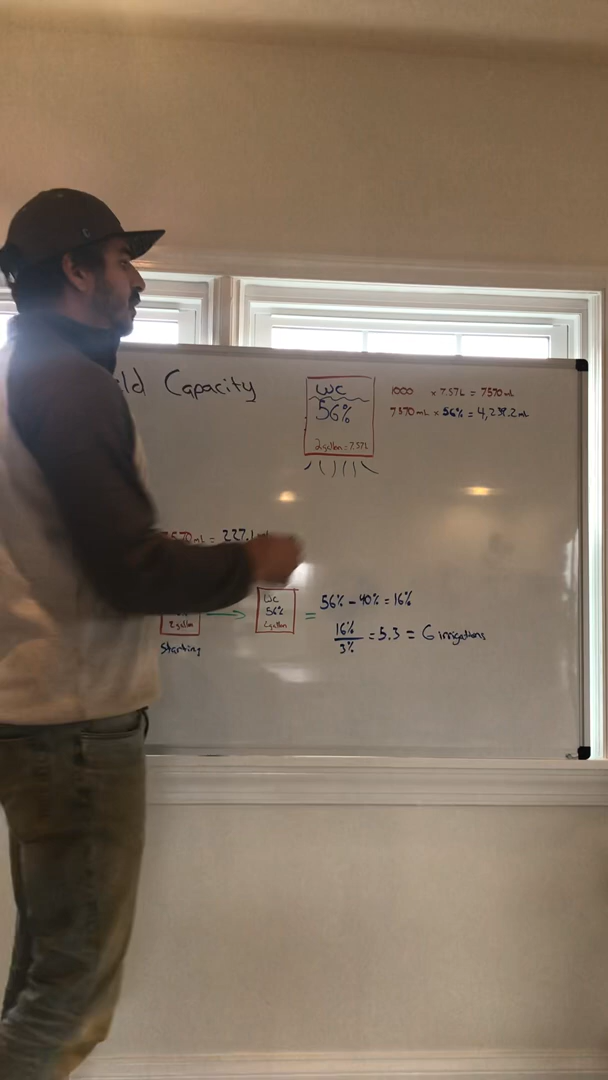 ld Capacity
WC
56%
2 gallon = 7.57L
1000 x 7.57L = 7570 mL
7570 mL x 56% = 4,239.2 mL
7570 mL = 227.1 mL
2 gallon
Starting
WC
56%
2 gallon
=
56% - 40% = 16%
16%
3%
= 5.3 = 6 irrigations